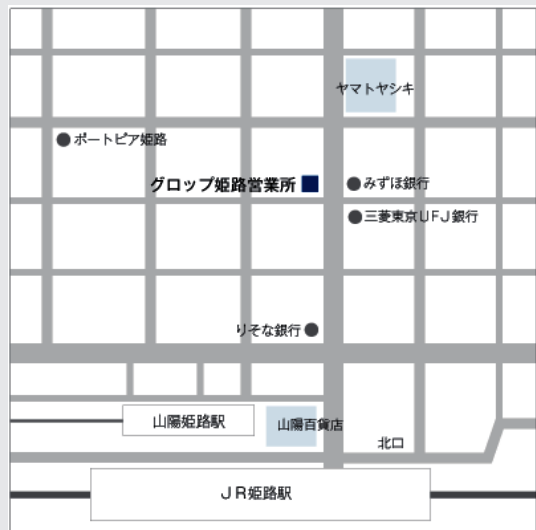 ヤマトヤシキ
ポートピア姫路
グロップ姫路営業所
みずほ銀行
三菱東京UFJ銀行
りそな銀行
山陽姫路駅
山陽百貨店
北口
ＪＲ姫路駅